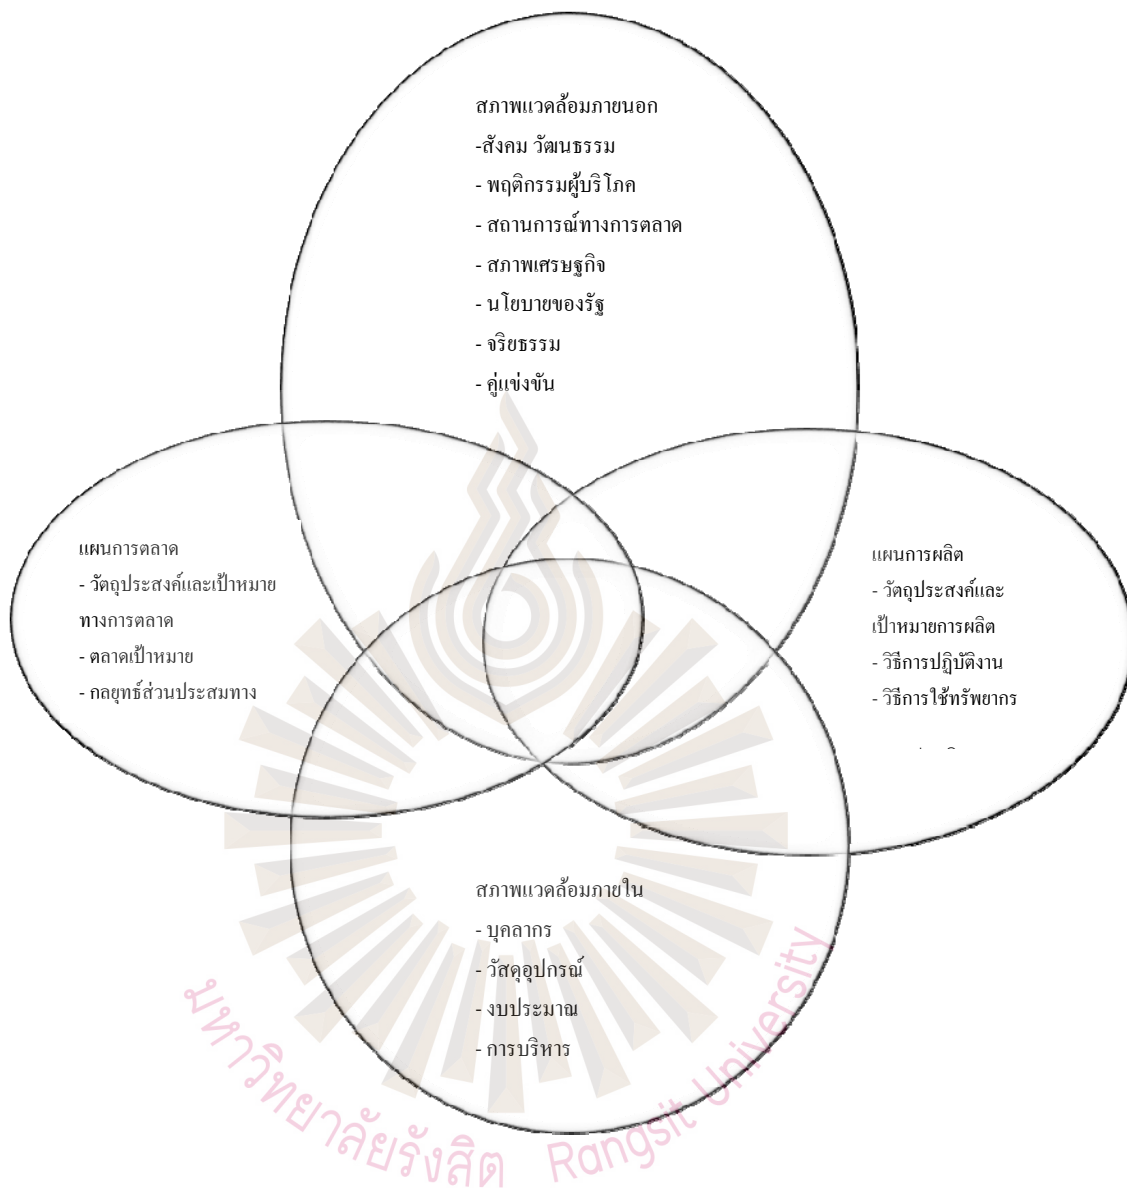 สภาพแวดล้อมภายนอก
-สังคม วัฒนธรรม
- พฤติกรรมผู้บริโภค
- สถานการณ์ทางการตลาด
- สภาพเศรษฐกิจ
- นโยบายของรัฐ
- จริยธรรม
- คู่แข่งขัน
แผนการตลาด
- วัตถุประสงค์และเป้าหมาย
ทางการตลาด
- ตลาดเป้าหมาย
- กลยุทธ์ส่วนประสมทาง
แผนการผลิต
- วัตถุประสงค์และ
เป้าหมายการผลิต
- วิธีการปฏิบัติงาน
- วิธีการใช้ทรัพยากร
สภาพแวดล้อมภายใน
- บุคลากร
- วัสดุอุปกรณ์
- งบประมาณ
- การบริหาร
มหาวิทยาลัยรังสิต Rangsit University